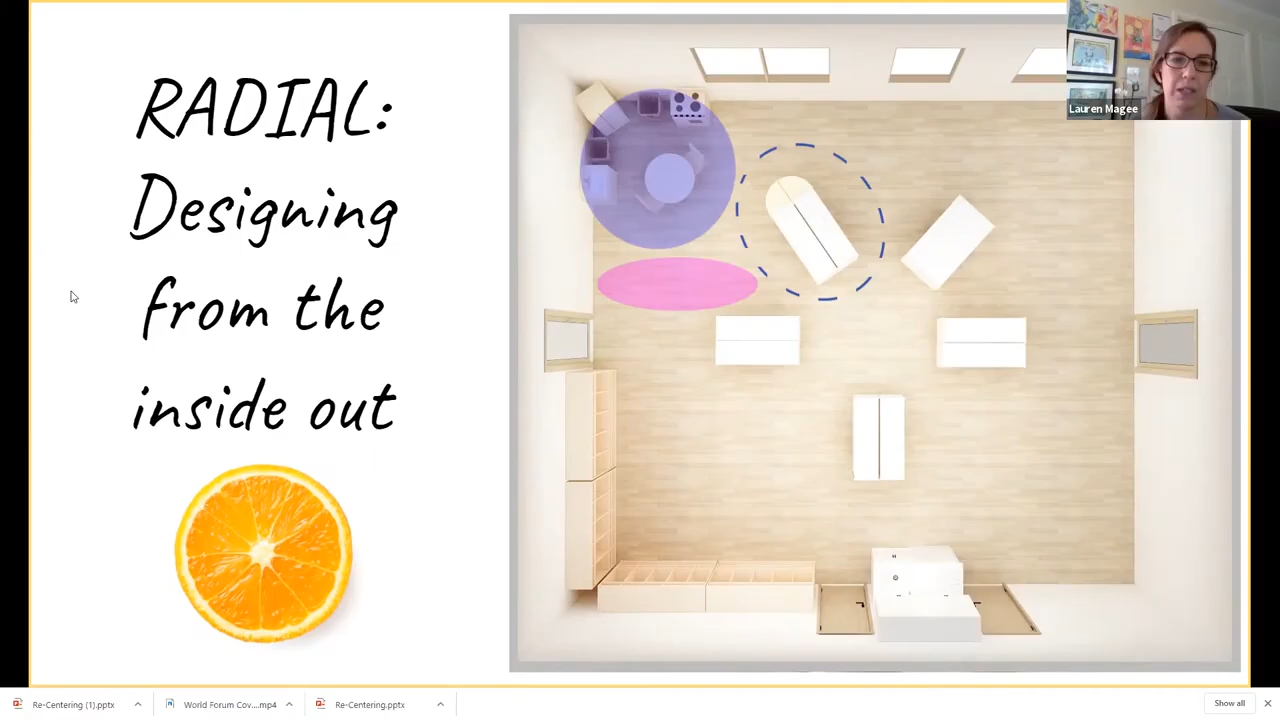 RADIAL:
Designing
from the
inside out
Lauren Magee
Re-Centering (1).pptx
World Forum Cov....mp4
Re-Centering.pptx
Show all